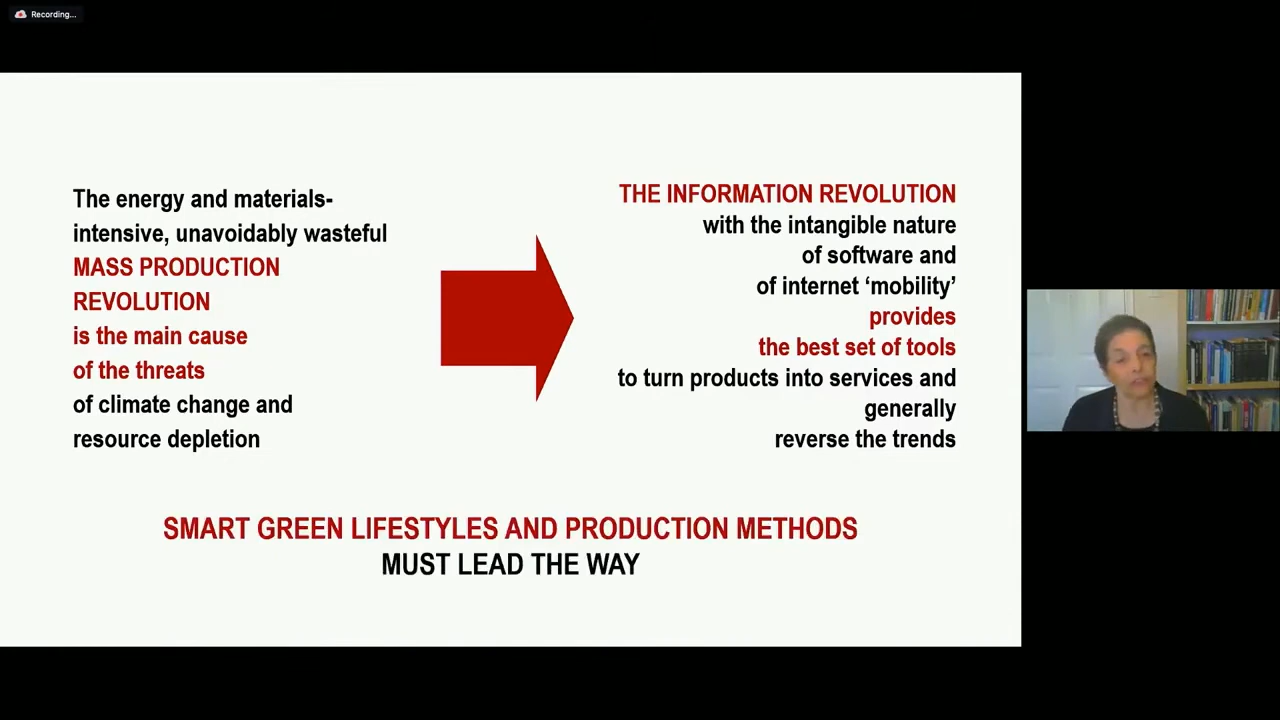 Recording...
The energy and materials-
intensive, unavoidably wasteful
MASS PRODUCTION
REVOLUTION
is the main cause
of the threats
of climate change and
resource depletion
THE INFORMATION REVOLUTION
with the intangible nature
of software and
of internet ‘mobility’
provides
the best set of tools
to turn products into services and
generally
reverse the trends
SMART GREEN LIFESTYLES AND PRODUCTION METHODS
MUST LEAD THE WAY